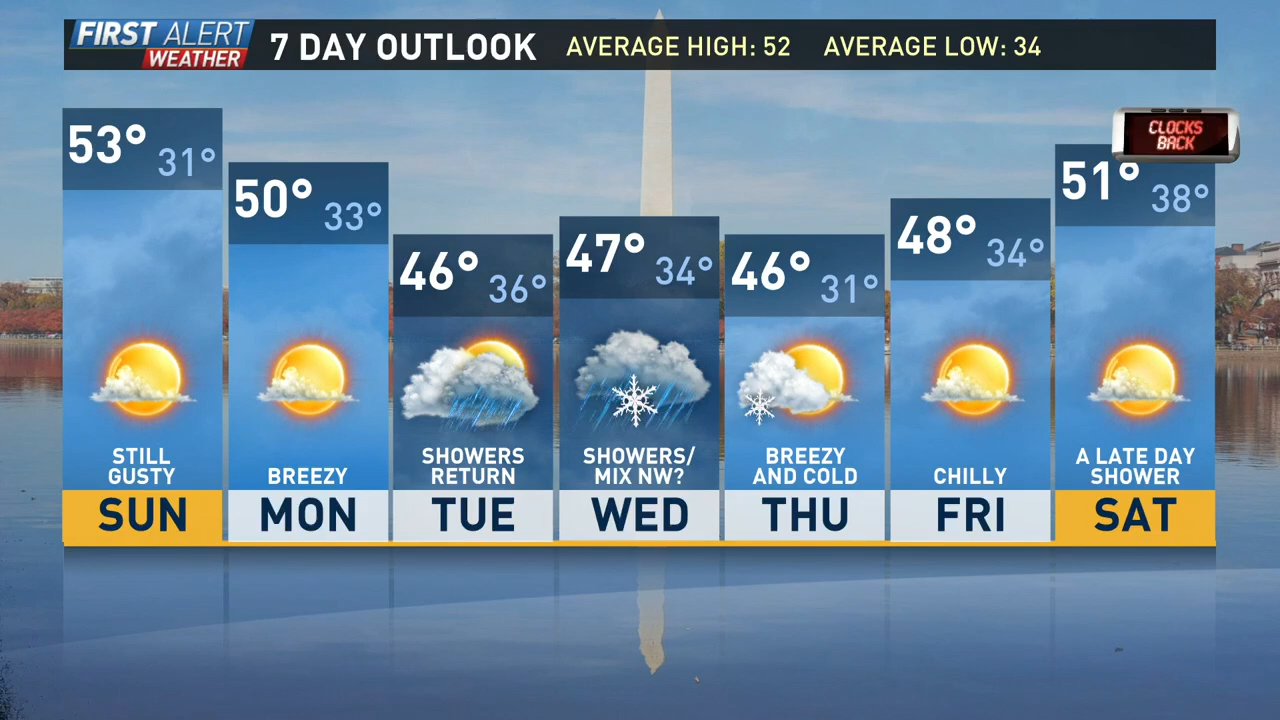 FIRST ALERT
WEATHER
7 DAY OUTLOOK AVERAGE HIGH: 52 AVERAGE LOW: 34
CLOCKS
BACK
53° 31°
50° 33°
46° 36°
47° 34°
46° 31°
48° 34°
51° 38°
STILL
GUSTY
BREEZY
SHOWERS
RETURN
SHOWERS/
MIX NW?
BREEZY
AND COLD
CHILLY
A LATE DAY
SHOWER
SUN MON TUE WED THU FRI SAT